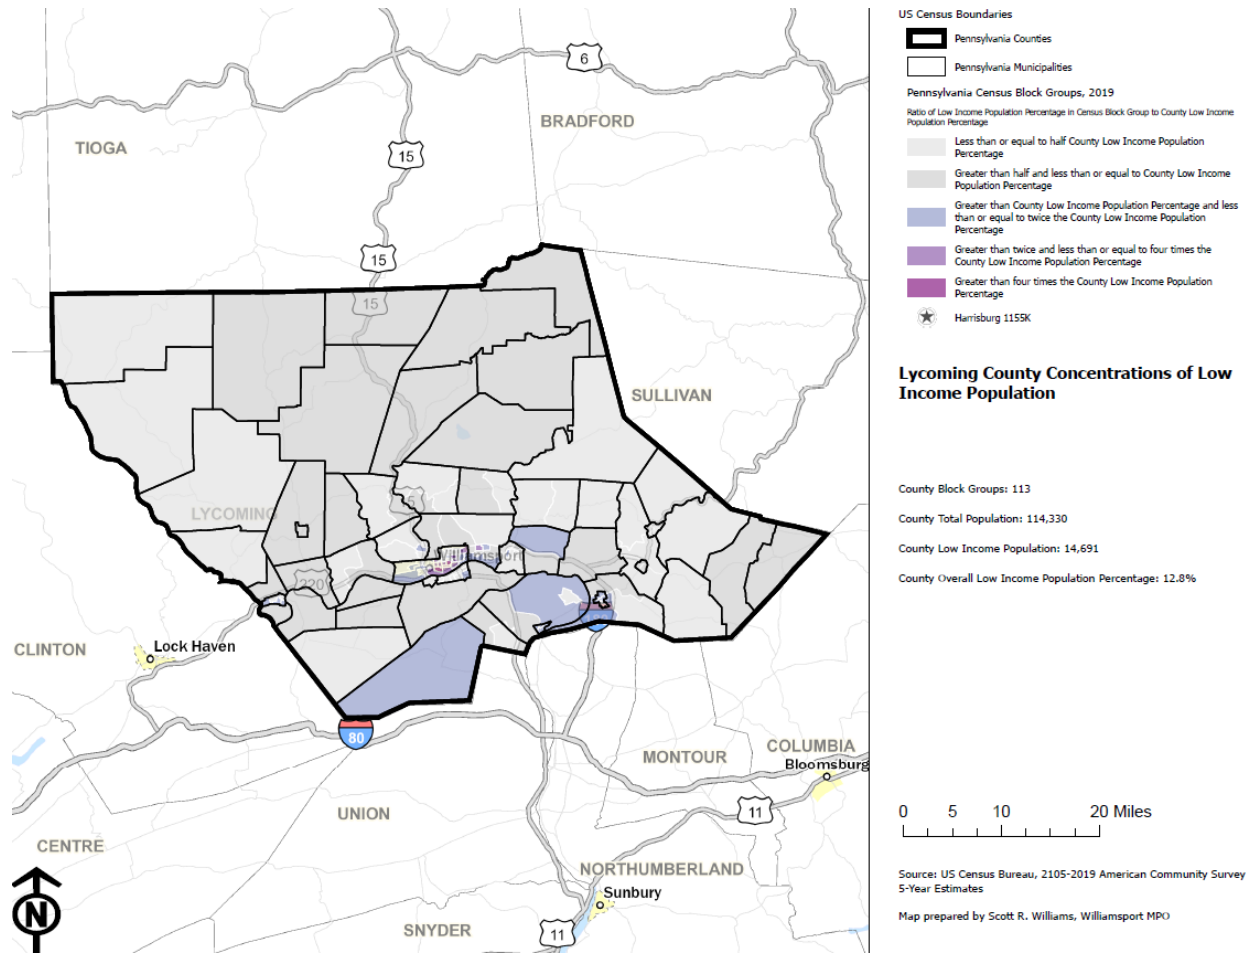 US Census Boundaries
Pennsylvania Counties
Pennsylvania Municipalities
Pennsylvania Census Block Groups, 2019
Ratio of Low Income Population Percentage in Census Block Group to County Low Income
Population Percentage
Less than or equal to half County Low Income Population
Percentage
Greater than half and less than or equal to County Low Income
Population Percentage
Greater than County Low Income Population Percentage and less
than or equal to twice the County Low Income Population
Percentage
Greater than twice and less than or equal to four times the
County Low Income Population Percentage
Greater than four times the County Low Income Population
Percentage
Harrisburg 1155K
Lycoming County Concentrations of Low
Income Population
County Block Groups: 113
County Total Population: 114,330
County Low Income Population: 14,691
County Overall Low Income Population Percentage: 12.8%
0 5 10 20 Miles
Source: US Census Bureau, 2105-2019 American Community Survey
5-Year Estimates
Map prepared by Scott R. Williams, Williamsport MPO
6
BRADFORD
TIOGA
15
15
15
SULLIVAN
LYCOMING
15
Williamsport
220
CLINTON
Lock Haven
80
MONTOUR
COLUMBIA
Bloomsburg
UNION
11
CENTRE
NORTHUMBERLAND
Sunbury
N
SNYDER
11